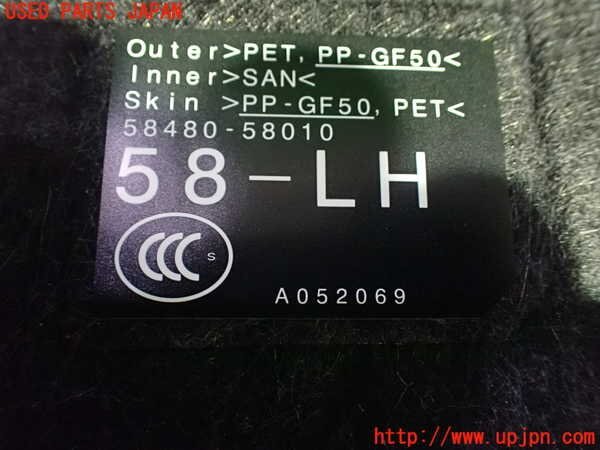 USED PARTS JAPAN
Outer>PET, PP-GF50<
Inner>SAN<
Skin >PP-GF50, PET<
58480-58010
58-LH
CCC S
A052069
http://www.upjpn.com